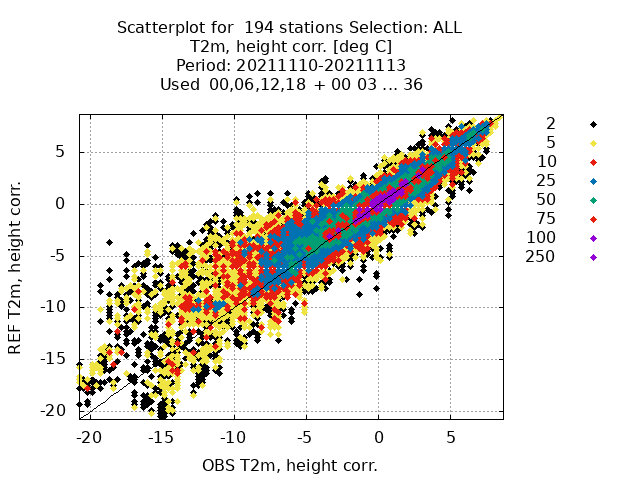 Scatterplot for  194 stations Selection: ALL
T2m, height corr. [deg C]
Period: 20211110-20211113
Used  00,06,12,18 + 00 03 ... 36
2
5
10
25
50
75
100
250
5
0
-5
-10
-15
-20
REF T2m, height corr.
-20 -15 -10 -5 0 5
OBS T2m, height corr.